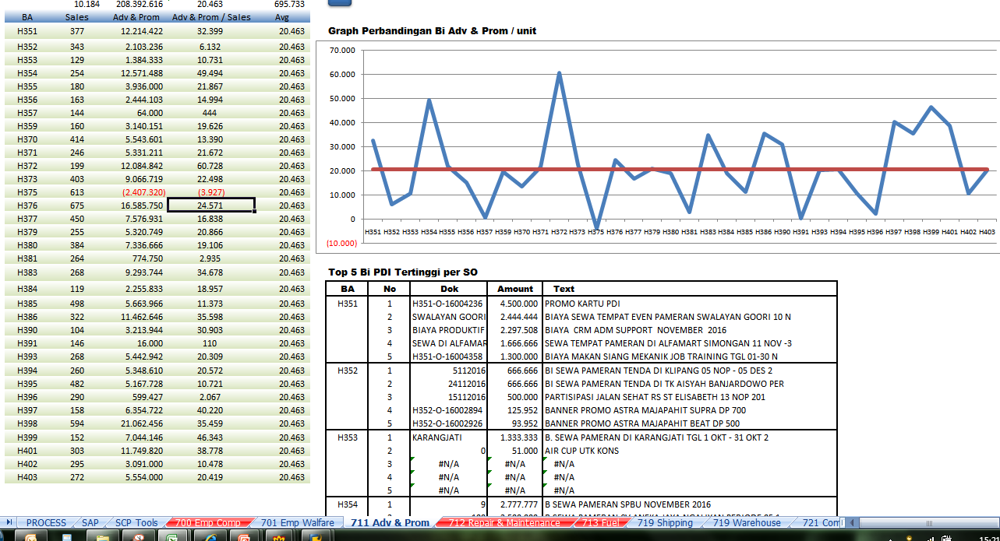 10.184 208.392.616 20.463 695.733
BA Sales Adv & Prom Adv & Prom / Sales Avg
H351 377 12.214.422 32.399 20.463
H352 343 2.103.236 6.132 20.463
H353 129 1.384.333 10.731 20.463
H354 254 12.571.488 49.494 20.463
H355 180 3.936.000 21.867 20.463
H356 163 2.444.103 14.994 20.463
H357 144 64.000 444 20.463
H359 160 3.140.151 19.626 20.463
H370 414 5.543.601 13.390 20.463
H371 246 5.331.211 21.672 20.463
H372 199 12.084.842 60.728 20.463
H373 403 9.066.719 22.498 20.463
H375 613 (2.407.320) (3.927) 20.463
H376 675 16.585.750 24.571 20.463
H377 450 7.576.931 16.838 20.463
H379 255 5.320.749 20.866 20.463
H380 384 7.336.666 19.106 20.463
H381 264 774.750 2.935 20.463
H383 268 9.293.744 34.678 20.463
H384 119 2.255.833 18.957 20.463
H385 498 5.663.966 11.373 20.463
H386 322 11.462.646 35.598 20.463
H390 104 3.213.944 30.903 20.463
H391 146 16.000 110 20.463
H393 268 5.442.942 20.309 20.463
H394 260 5.348.610 20.572 20.463
H395 482 5.167.728 10.721 20.463
H396 290 599.427 2.067 20.463
H397 158 6.354.722 40.220 20.463
H398 594 21.062.456 35.459 20.463
H399 152 7.044.146 46.343 20.463
H401 303 11.749.820 38.778 20.463
H402 295 3.091.000 10.478 20.463
H403 272 5.554.000 20.419 20.463
Graph Perbandingan Bi Adv & Prom / unit
70.000
60.000
50.000
40.000
30.000
20.000
10.000
0
H351 H352 H353 H354 H355 H356 H357 H359 H370 H371 H372 H373 H375 H376 H377 H379 H380 H381 H383 H384 H385 H386 H390 H391 H393 H394 H395 H396 H397 H398 H399 H401 H402 H403
(10.000)
Top 5 Bi PDI Tertinggi per SO
BA No Dok Amount Text
H351 1 H351-O-16004236 4.500.000 PROMO KARTU PDI
2 SWALAYAN GOORI 2.444.444 BIAYA SEWA TEMPAT EVEN PAMERAN SWALAYAN GOORI 10 N
3 BIAYA PRODUKTIF 2.297.508 BIAYA CRM ADM SUPPORT NOVEMBER 2016
4 SEWA DI ALFAMAR 1.666.666 SEWA TEMPAT PAMERAN DI ALFAMART SIMONGAN 11 NOV -3
5 H351-O-16004358 1.300.000 BIAYA MAKAN SIANG MEKANIK JOB TRAINING TGL 01-30 N
H352 1 5112016 666.666 BI SEWA PAMERAN TENDA DI KLIPANG 05 NOP - 05 DES 2
2 24112016 666.666 BI SEWA PAMERAN TENDA DI TK AISYAH BANJARDOWO PER
3 15112016 500.000 PARTISIPASI JALAN SEHAT RS ST ELISABETH 13 NOP 201
4 H352-O-16002894 125.952 BANNER PROMO ASTRA MAJAPAHIT SUPRA DP 700
5 H352-O-16002926 93.952 BANNER PROMO ASTRA MAJAPAHIT BEAT DP 500
H353 1 KARANGJATI 1.333.333 B. SEWA PAMERAN DI KARANGJATI TGL 1 OKT - 31 OKT 2
2 0 51.000 AIR CUP UTK KONS
3 #N/A #N/A #N/A
4 #N/A #N/A #N/A
5 #N/A #N/A #N/A
H354 1 9 2.777.777 B SEWA PAMERAN SPBU NOVEMBER 2016
PROCESS SAP SCP Tools 700 Emp Comp 701 Emp Walfare 711 Adv & Prom 712 Repair & Maintenance 713 Fuel 719 Shipping 719 Warehouse 721 Com